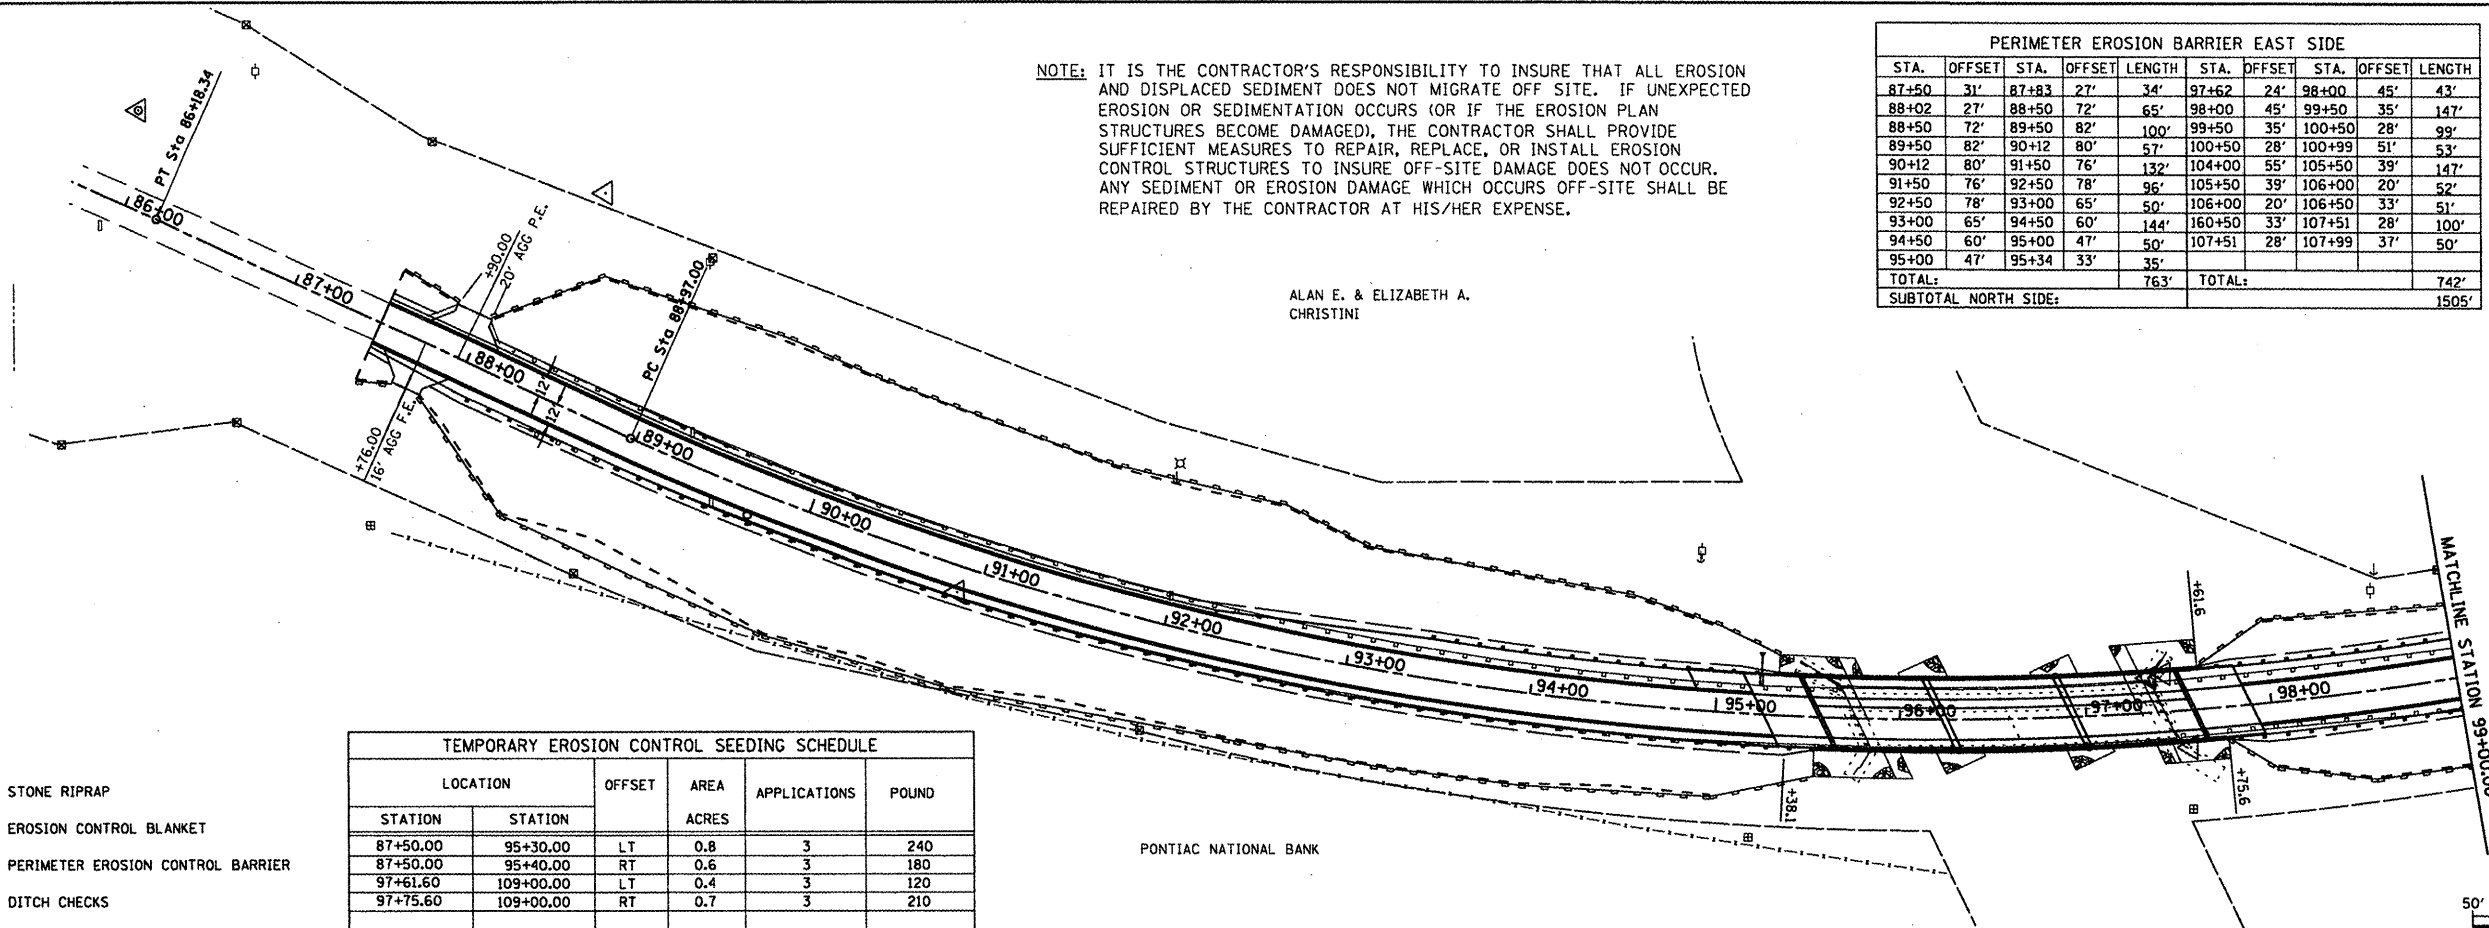 NOTE: IT IS THE CONTRACTOR'S RESPONSIBILITY TO INSURE THAT ALL EROSION
AND DISPLACED SEDIMENT DOES NOT MIGRATE OFF SITE. IF UNEXPECTED
EROSION OR SEDIMENTATION OCCURS (OR IF THE EROSION PLAN
STRUCTURES BECOME DAMAGED), THE CONTRACTOR SHALL PROVIDE
SUFFICIENT MEASURES TO REPAIR, REPLACE, OR INSTALL EROSION
CONTROL STRUCTURES TO INSURE OFF-SITE DAMAGE DOES NOT OCCUR.
ANY SEDIMENT OR EROSION DAMAGE WHICH OCCURS OFF-SITE SHALL BE
REPAIRED BY THE CONTRACTOR AT HIS/HER EXPENSE.
PERIMETER EROSION BARRIER EAST SIDE
STA. OFFSET STA. OFFSET LENGTH STA. OFFSET STA. OFFSET LENGTH
87+50 31' 87+83 27' 34' 97+62 24' 98+00 45' 43'
88+02 27' 88+50 72' 65' 98+00 45' 99+50 35' 147'
88+50 72' 89+50 82' 100' 99+50 35' 100+50 28' 99'
89+50 82' 90+12 80' 57' 100+50 28' 100+99 51' 53'
90+12 80' 91+50 76' 132' 104+00 55' 105+50 39' 147'
91+50 76' 92+50 78' 96' 105+50 39' 106+00 20' 52'
92+50 78' 93+00 65' 50' 106+00 20' 106+50 33' 51'
93+00 65' 94+50 60' 144' 160+50 33' 107+51 28' 100'
94+50 60' 95+00 47' 50' 107+51 28' 107+99 37' 50'
95+00 47' 95+34 33' 35'
TOTAL: 763' TOTAL: 742'
SUBTOTAL NORTH SIDE: 1505'
PT Sta 86+18.34
86+00
87+00
+90.00
20' AGG P.E.
PC Sta 88+97.00
ALAN E. & ELIZABETH A.
CHRISTINI
88+00
12'
12'
+76.00
16' AGG F.E.
89+00
90+00
91+00
92+00
93+00
94+00
95+00
96+00
97+00
98+00
+61.6
+38.1
+75.6
MATCHLINE STATION 99+00.00
PONTIAC NATIONAL BANK
STONE RIPRAP
EROSION CONTROL BLANKET
PERIMETER EROSION CONTROL BARRIER
DITCH CHECKS
TEMPORARY EROSION CONTROL SEEDING SCHEDULE
LOCATION OFFSET AREA APPLICATIONS POUND
STATION STATION ACRES
87+50.00 95+30.00 LT 0.8 3 240
87+50.00 95+40.00 RT 0.6 3 180
97+61.60 109+00.00 LT 0.4 3 120
97+75.60 109+00.00 RT 0.7 3 210
50'